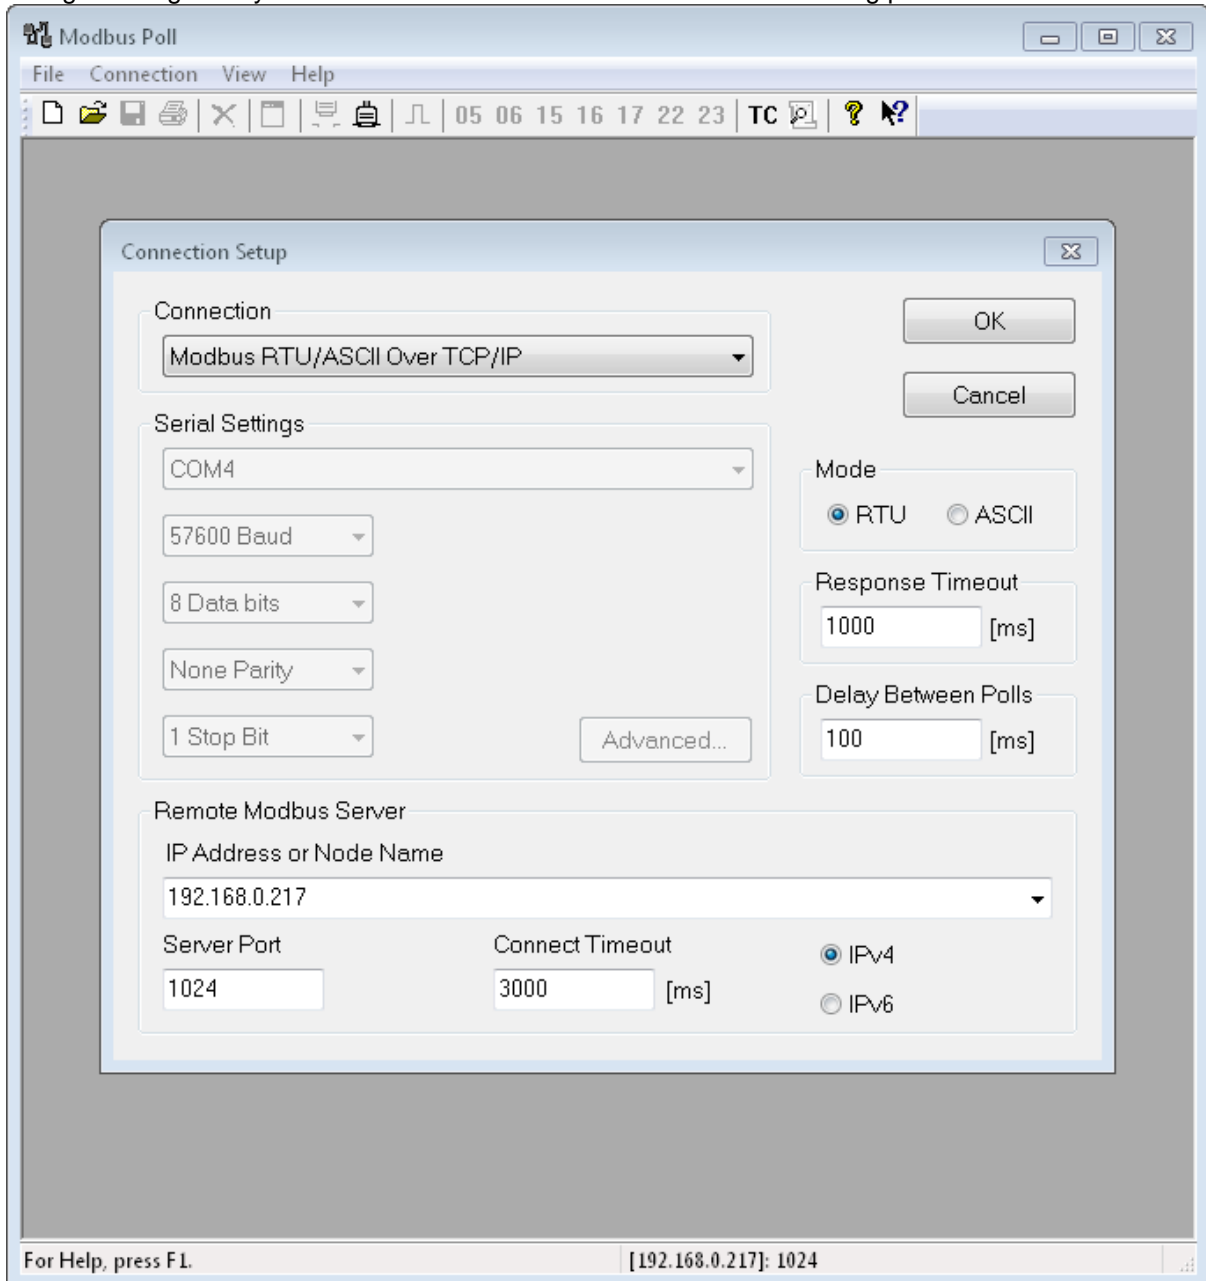 Modbus Poll
File Connection View Help
05 06 15 16 17 22 23 TC
Connection Setup
Connection
OK
Modbus RTU/ASCII Over TCP/IP
Cancel
Serial Settings
COM4
Mode
RTU ASCII
57600 Baud
Response Timeout
8 Data bits
1000 [ms]
None Parity
Delay Between Polls
1 Stop Bit Advanced... 100 [ms]
Remote Modbus Server
IP Address or Node Name
192.168.0.217
Server Port Connect Timeout IPv4
1024 3000 [ms] IPv6
For Help, press F1. [192.168.0.217]: 1024